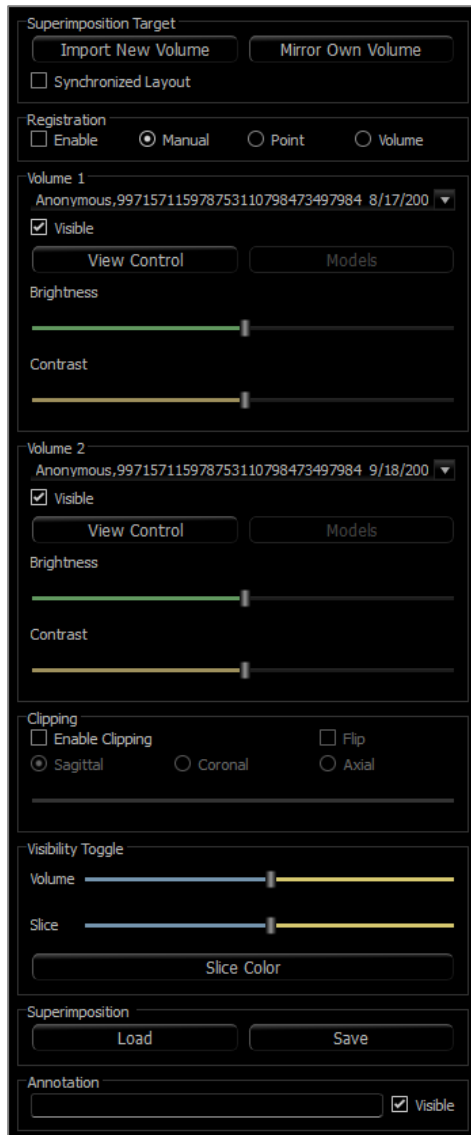 Superimposition Target
Import New Volume Mirror Own Volume
Synchronized Layout
Registration
Enable Manual Point Volume
Volume 1
Anonymous,99715711597875311079847349​7984 8/17/200
Visible
View Control Models
Brightness
Contrast
Volume 2
Anonymous,997157115978753110798473497984 9/18/200
Visible
View Control Models
Brightness
Contrast
Clipping
Enable Clipping Flip
Sagittal Coronal Axial
Visibility Toggle
Volume
Slice
Slice Color
Superimposition
Load Save
Annotation
Visible